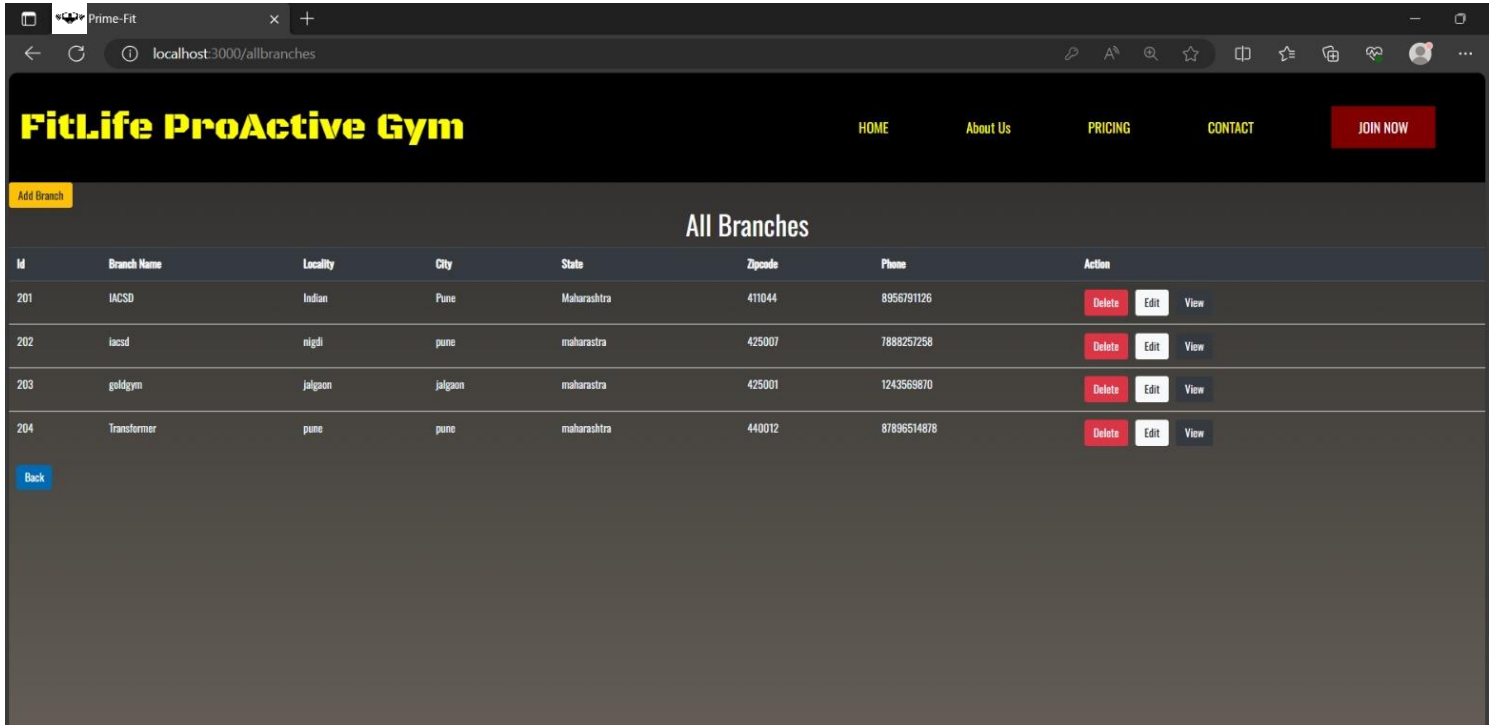 Prime-Fit
localhost:3000/allbranches
FitLife ProActive Gym HOME About Us PRICING CONTACT JOIN NOW
Add Branch
All Branches
Id Branch Name Locality City State Zipcode Phone Action
201 IACSD Indian Pune Maharashtra 411044 8956791126 Delete Edit View
202 iacsd nigdi pune maharastra 425007 7888257258 Delete Edit View
203 goldgym jalgaon jalgaon maharastra 425001 1243569870 Delete Edit View
204 Transformer pune pune maharashtra 440012 87896514878 Delete Edit View
Back